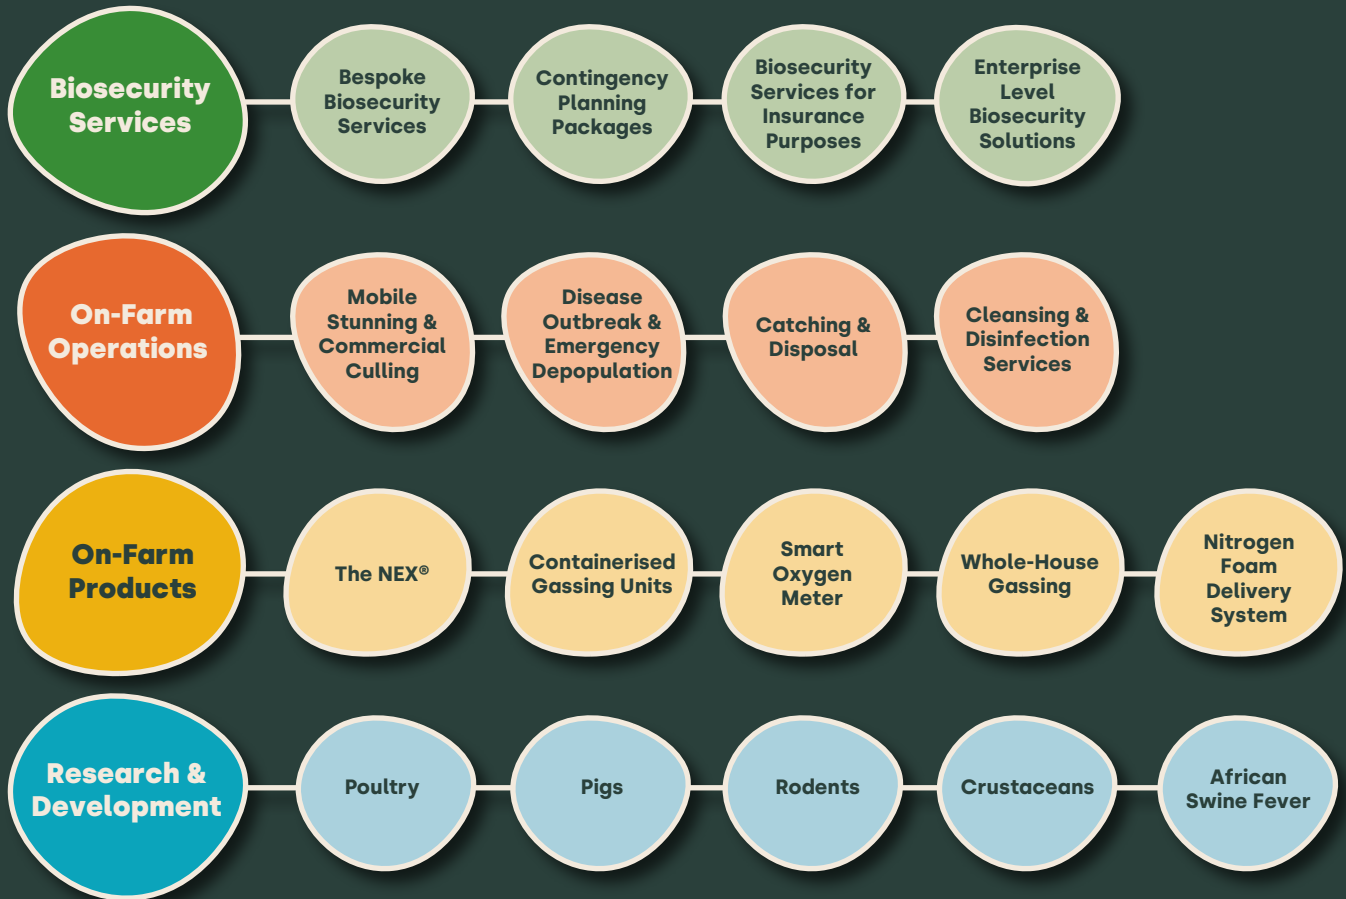 Biosecurity
Services
Bespoke
Biosecurity
Services
Contingency
Planning
Packages
Biosecurity
Services for
Insurance
Purposes
Enterprise
Level
Biosecurity
Solutions
On-Farm
Operations
Mobile
Stunning &
Commercial
Culling
Disease
Outbreak &
Emergency
Depopulation
Catching &
Disposal
Cleansing &
Disinfection
Services
On-Farm
Products
The NEX®
Containerised
Gassing Units
Smart
Oxygen
Meter
Whole-House
Gassing
Nitrogen
Foam
Delivery
System
Research &
Development
Poultry
Pigs
Rodents
Crustaceans
African
Swine Fever